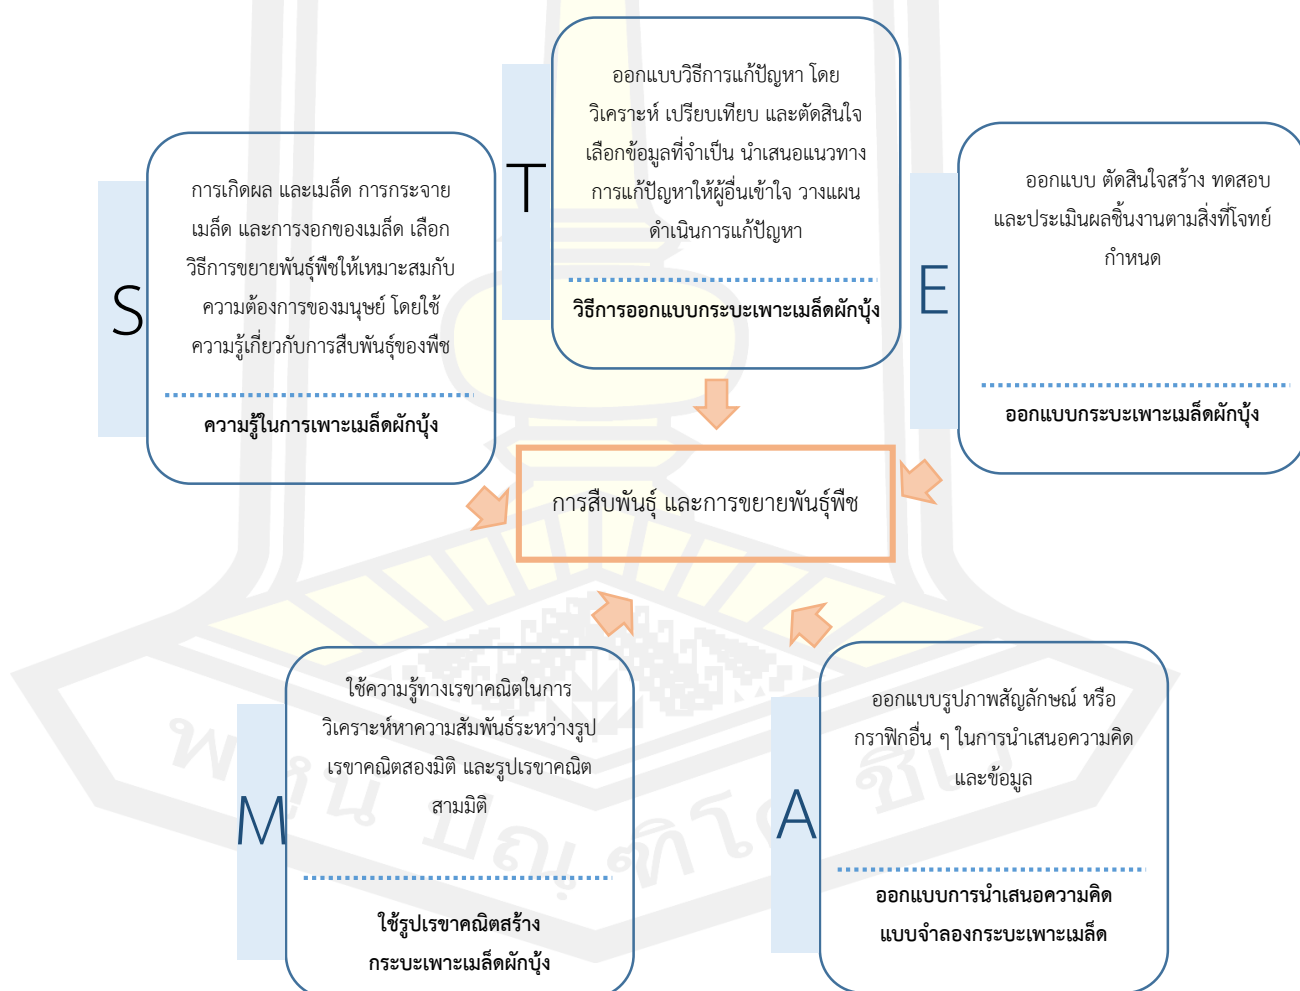 S
การเกิดผล และเมล็ด การกระจาย
เมล็ด และการงอกของเมล็ด เลือก
วิธีการขยายพันธุ์พืชให้เหมาะสมกับ
ความต้องการของมนุษย์ โดยใช้
ความรู้เกี่ยวกับการสืบพันธุ์ของพืช
ความรู้ในการเพาะเมล็ดผักบุ้ง
T
ออกแบบวิธีการแก้ปัญหา โดย
วิเคราะห์ เปรียบเทียบ และตัดสินใจ
เลือกข้อมูลที่จำเป็น นำเสนอแนวทาง
การแก้ปัญหาให้ผู้อื่นเข้าใจ วางแผน
ดำเนินการแก้ปัญหา
วิธีการออกแบบกระบะเพาะเมล็ดผักบุ้ง
E
ออกแบบ ตัดสินใจสร้าง ทดสอบ
และประเมินผลชิ้นงานตามสิ่งที่โจทย์
กำหนด
ออกแบบกระบะเพาะเมล็ดผักบุ้ง
การสืบพันธุ์ และการขยายพันธุ์พืช
M
ใช้ความรู้ทางเรขาคณิตในการ
วิเคราะห์หาความสัมพันธ์ระหว่างรูป
เรขาคณิตสองมิติ และรูปเรขาคณิต
สามมิติ
ใช้รูปเรขาคณิตสร้าง
กระบะเพาะเมล็ดผักบุ้ง
A
ออกแบบรูปภาพสัญลักษณ์ หรือ
กราฟิกอื่น ๆ ในการนำเสนอความคิด
และข้อมูล
ออกแบบการนำเสนอความคิด
แบบจำลองกระบะเพาะเมล็ด